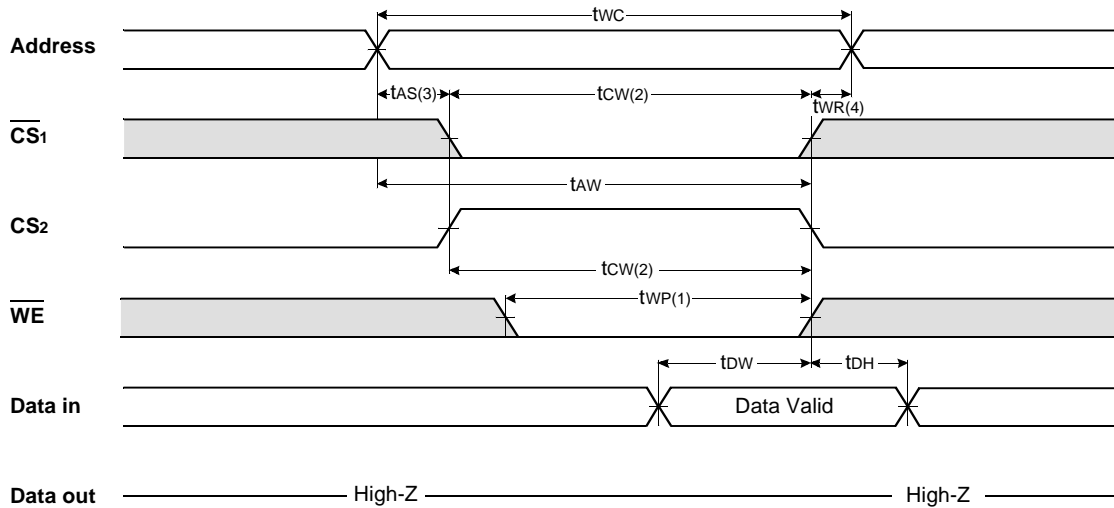 tWC
Address
tAS(3) tCW(2) tWR(4)
CS1
tAW
CS2
tCW(2)
tWP(1)
WE
tDW tDH
Data in Data Valid
Data out High-Z High-Z